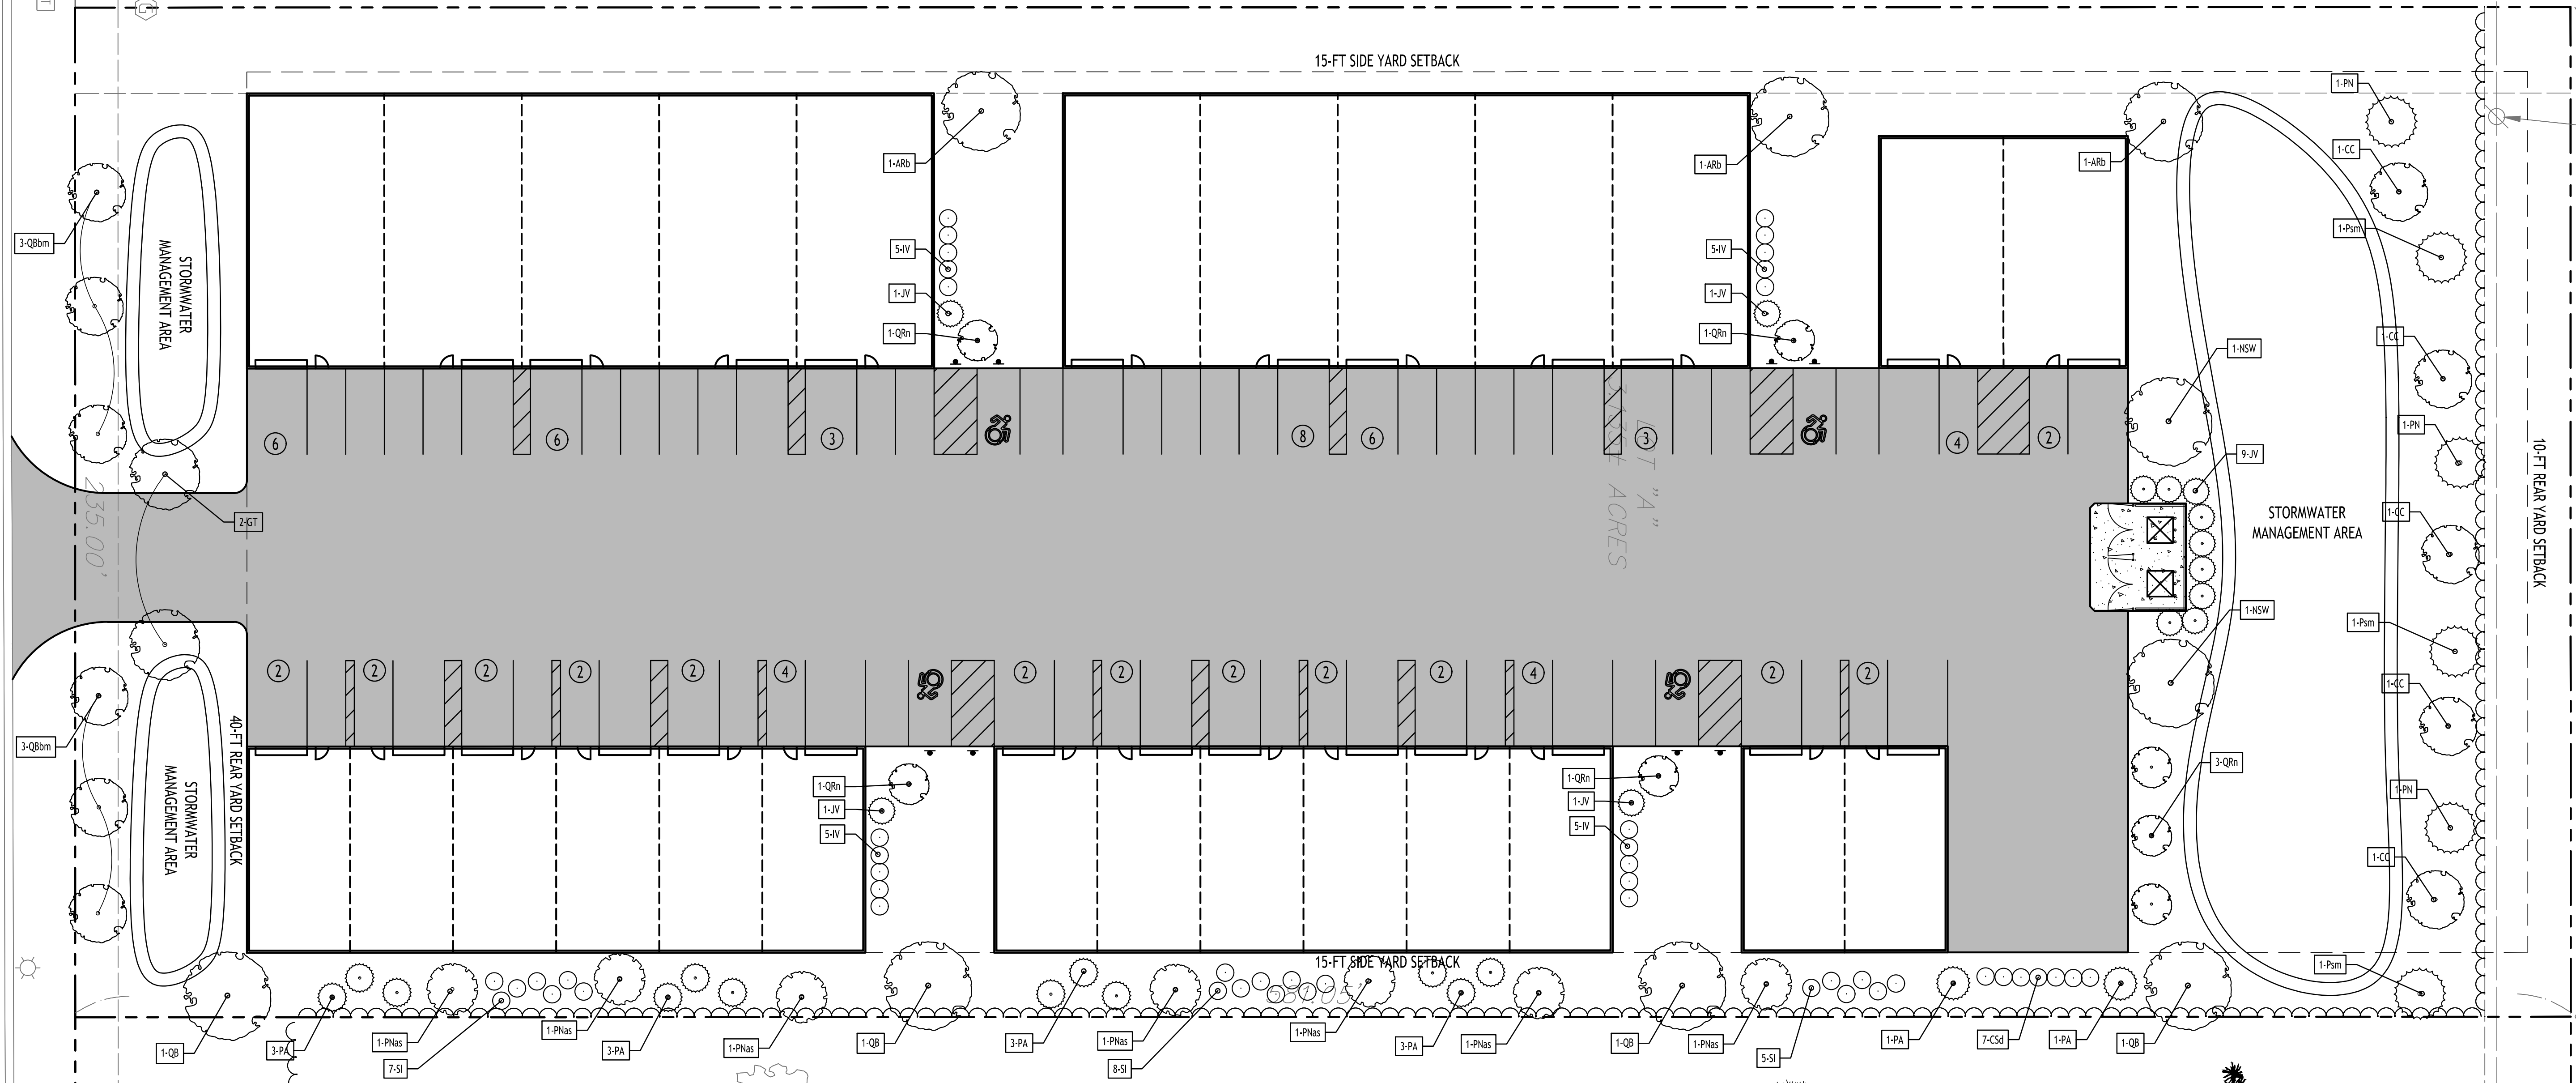 15-FT SIDE YARD SETBACK
1-PN
1-CC
1-ARb
1-ARb
1-ARb
3-QBbm
5-IV
5-IV
1-Psm
STORMWATER
MANAGEMENT AREA
1-JV
1-JV
1-QRn
1-QRn
1-CC
1-NSW
6
6
3
8
6
3
4
2
1-PN
9-JV
LOT "A"
3.135± ACRES
235.00'
2-GT
1-CC
STORMWATER
MANAGEMENT AREA
10-FT REAR YARD SETBACK
1-NSW
1-Psm
2
2
2
2
2
4
2
2
2
2
2
4
2
2
1-CC
3-QBbm
40-FT REAR YARD SETBACK
STORMWATER
MANAGEMENT AREA
1-QRn
1-JV
5-IV
1-QRn
1-JV
5-IV
3-QRn
1-PN
1-CC
15-FT SIDE YARD SETBACK
1-Psm
681.05'
1-QB
3-PA
1-PNas
7-SI
1-PNas
3-PA
1-PNas
1-QB
3-PA
1-PNas
8-SI
1-PNas
3-PA
1-PNas
1-QB
1-PNas
5-SI
1-PA
7-CSd
1-PA
1-QB